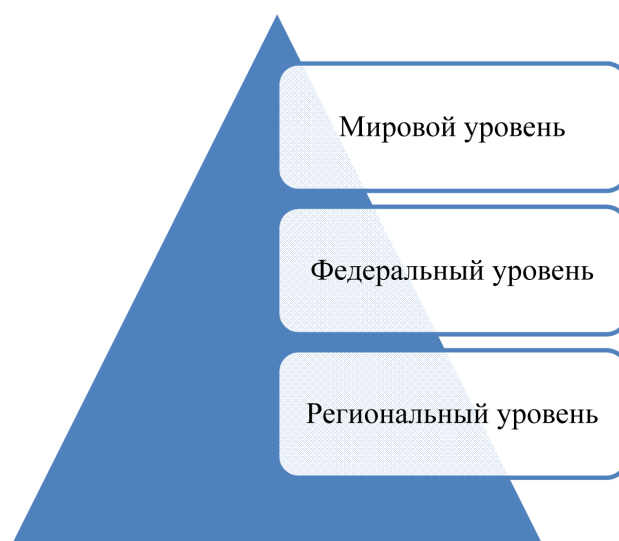 Мировой уровень
Федеральный уровень
Региональный уровень